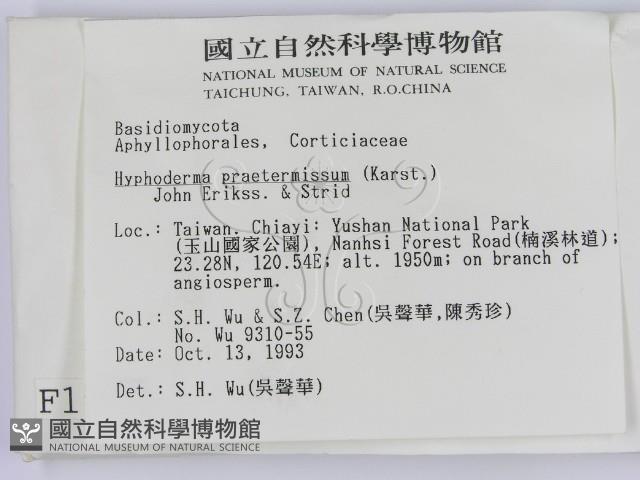 國立自然科學博物館
NATIONAL MUSEUM OF NATURAL SCIENCE
TAICHUNG, TAIWAN, R.O.CHINA
Basidiomycota
Aphyllophorales, Corticiaceae
Hyphoderma praetermissum (Karst.)
John Erikss. & Strid
Loc.: Taiwan. Chiayi: Yushan National Park
(玉山國家公園), Nanhsi Forest Road(楠溪林道);
23.28N, 120.54E; alt. 1950m; on branch of
angiosperm.
Col.: S.H. Wu & S.Z. Chen(吳聲華,陳秀珍)
No. Wu 9310-55
Date: Oct. 13, 1993
Det.: S.H. Wu(吳聲華)
F1
國立自然科學博物館
NATIONAL MUSEUM OF NATURAL SCIENCE